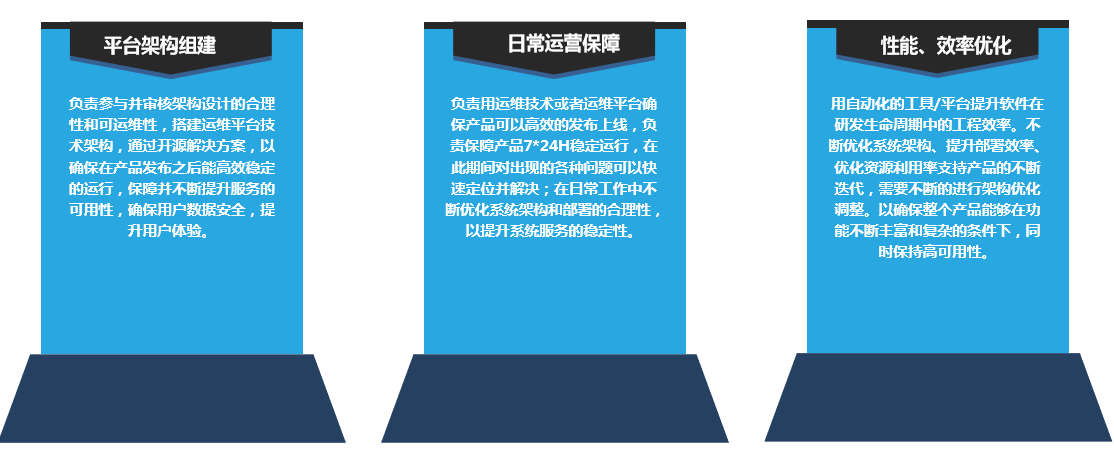 平台架构组建
负责参与并审核架构设计的合理
性和可运维性，搭建运维平台技
术架构，通过开源解决方案，以
确保在产品发布之后能高效稳定
的运行，保障并不断提升服务的
可用性，确保用户数据安全，提
升用户体验。
日常运营保障
负责用运维技术或者运维平台确
保产品可以高效的发布上线，负
责保障产品7*24H稳定运行，在
此期间对出现的各种问题可以快
速定位并解决；在日常工作中不
断优化系统架构和部署的合理性，
以提升系统服务的稳定性。
性能、效率优化
用自动化的工具/平台提升软件在
研发生命周期中的工程效率。不
断优化系统架构、提升部署效率、
优化资源利用率支持产品的不断
迭代，需要不断的进行架构优化
调整。以确保整个产品能够在功
能不断丰富和复杂的条件下，同
时保持高可用性。